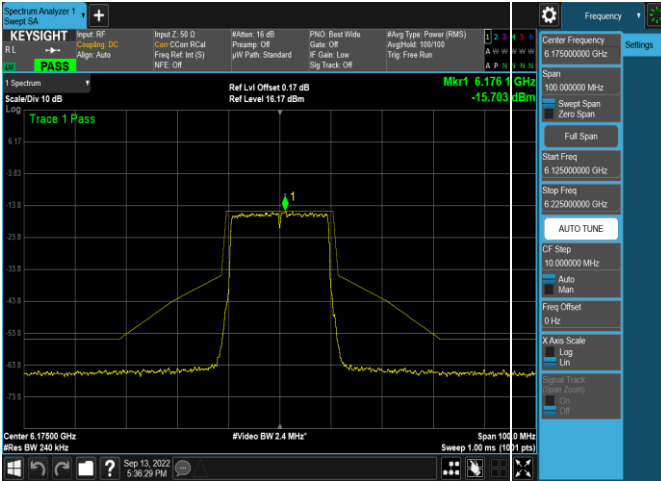 Spectrum Analyzer 1
Swept SA
+
Frequency
KEYSIGHT
R L
LW
PASS
Input: RF
Coupling: DC
Align: Auto
Input Z: 50 Ω
Corr CCorr RCal
Freq Ref: Int (S)
NFE: Off
#Atten: 16 dB
Preamp: Off
µW Path: Standard
PNO: Best Wide
Gate: Off
IF Gain: Low
Sig Track: Off
#Avg Type: Power (RMS)
Avg|Hold: 100/100
Trig: Free Run
1 2 3 4 5 6
A W W W W W
A P N N N N
1 Spectrum
Scale/Div 10 dB
Log
Ref Lvl Offset 0.17 dB
Ref Level 16.17 dBm
Mkr1 6.176 1 GHz
-15.703 dBm
Trace 1 Pass
6.17
-3.83
-13.8
-23.8
-33.8
-43.8
-53.8
-63.8
-73.8
1
Center 6.17500 GHz
#Res BW 240 kHz
#Video BW 2.4 MHz*
Span 100.0 MHz
Sweep 1.00 ms (1001 pts)
?
Sep 13, 2022
5:36:29 PM
Center Frequency
6.175000000 GHz
Settings
Span
100.000000 MHz
Swept Span
Zero Span
Full Span
Start Freq
6.125000000 GHz
Stop Freq
6.225000000 GHz
AUTO TUNE
CF Step
10.000000 MHz
Auto
Man
Freq Offset
0 Hz
X Axis Scale
Log
Lin
Signal Track
(Span Zoom)
On
Off